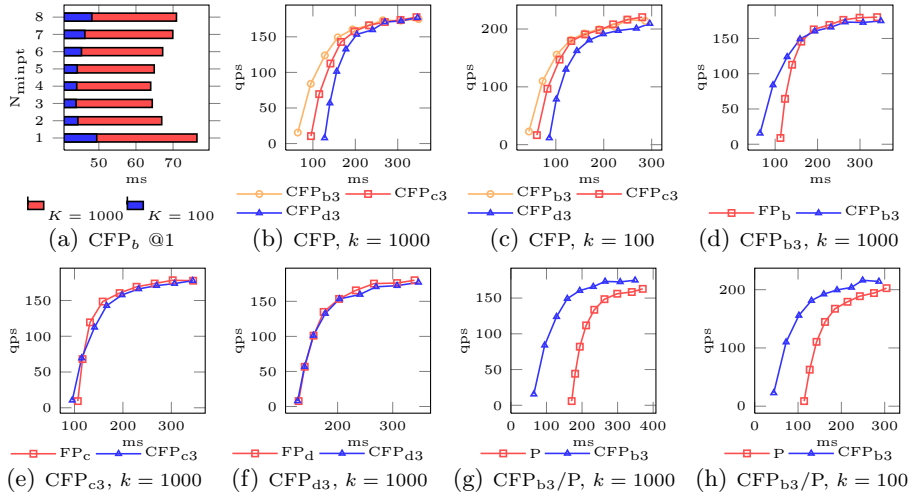 8
7
6
5
4
3
2
1
N_minpt
50 60 70
ms
K = 1000 K = 100
(a) CFP_b @1
150
100
50
0
qps
100 200 300
ms
CFP_b3 CFP_c3
CFP_d3
(b) CFP, k = 1000
200
100
0
qps
100 200 300
ms
CFP_b3 CFP_c3
CFP_d3
(c) CFP, k = 100
150
100
50
0
qps
100 200 300
ms
FP_b CFP_b3
(d) CFP_b3, k = 1000
150
100
50
0
qps
100 200 300
ms
FP_c CFP_c3
(e) CFP_c3, k = 1000
150
100
50
0
qps
200 300
ms
FP_d CFP_d3
(f) CFP_d3, k = 1000
150
100
50
0
qps
100 200 300 400
ms
P CFP_b3
(g) CFP_b3/P, k = 1000
200
100
0
qps
100 200 300
ms
P CFP_b3
(h) CFP_b3/P, k = 100